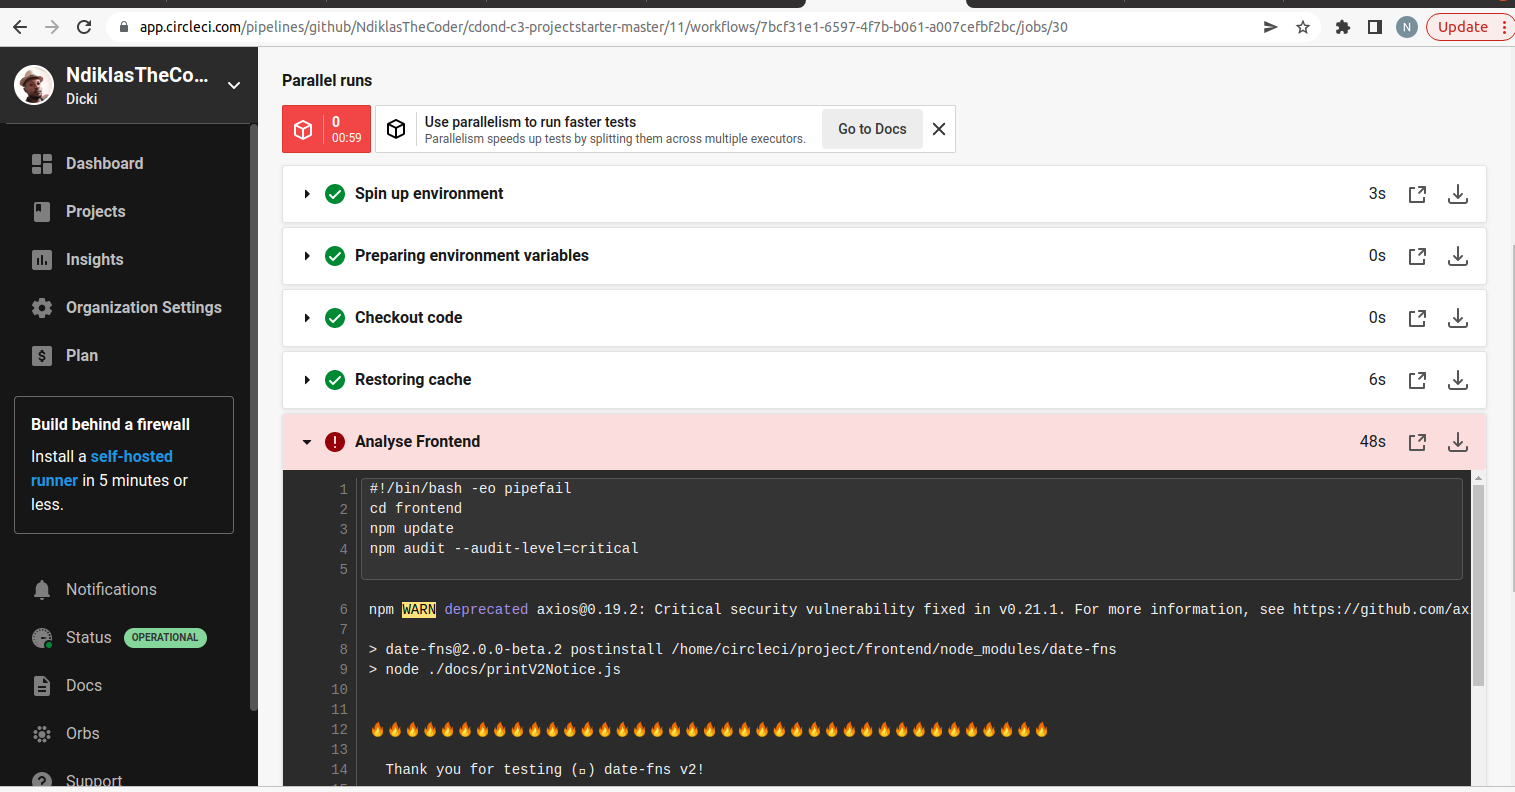 app.circleci.com/pipelines/github/NdiklasTheCoder/cdond-c3-projectstarter-master/11/workflows/7bcf31e1-6597-4f7b-b061-a007cefbf2bc/jobs/30
N
Update
NdiklasTheCo...
Dicki
Dashboard
Projects
Insights
Organization Settings
Plan
Build behind a firewall
Install a self-hosted
runner in 5 minutes or
less.
Notifications
Status OPERATIONAL
Docs
Orbs
Support
Parallel runs
0
00:59
Use parallelism to run faster tests
Parallelism speeds up tests by splitting them across multiple executors.
Go to Docs
Spin up environment 3s
Preparing environment variables 0s
Checkout code 0s
Restoring cache 6s
Analyse Frontend 48s
1 #!/bin/bash -eo pipefail
2 cd frontend
3 npm update
4 npm audit --audit-level=critical
5
6 npm WARN deprecated axios@0.19.2: Critical security vulnerability fixed in v0.21.1. For more information, see https://github.com/ax
7
8 > date-fns@2.0.0-beta.2 postinstall /home/circleci/project/frontend/node_modules/date-fns
9 > node ./docs/printV2Notice.js
10
11
12 🔥🔥🔥🔥🔥🔥🔥🔥🔥🔥🔥🔥🔥🔥🔥🔥🔥🔥🔥🔥🔥🔥🔥🔥🔥🔥🔥🔥🔥🔥🔥🔥🔥🔥🔥🔥🔥🔥🔥
13
14 Thank you for testing () date-fns v2!
15